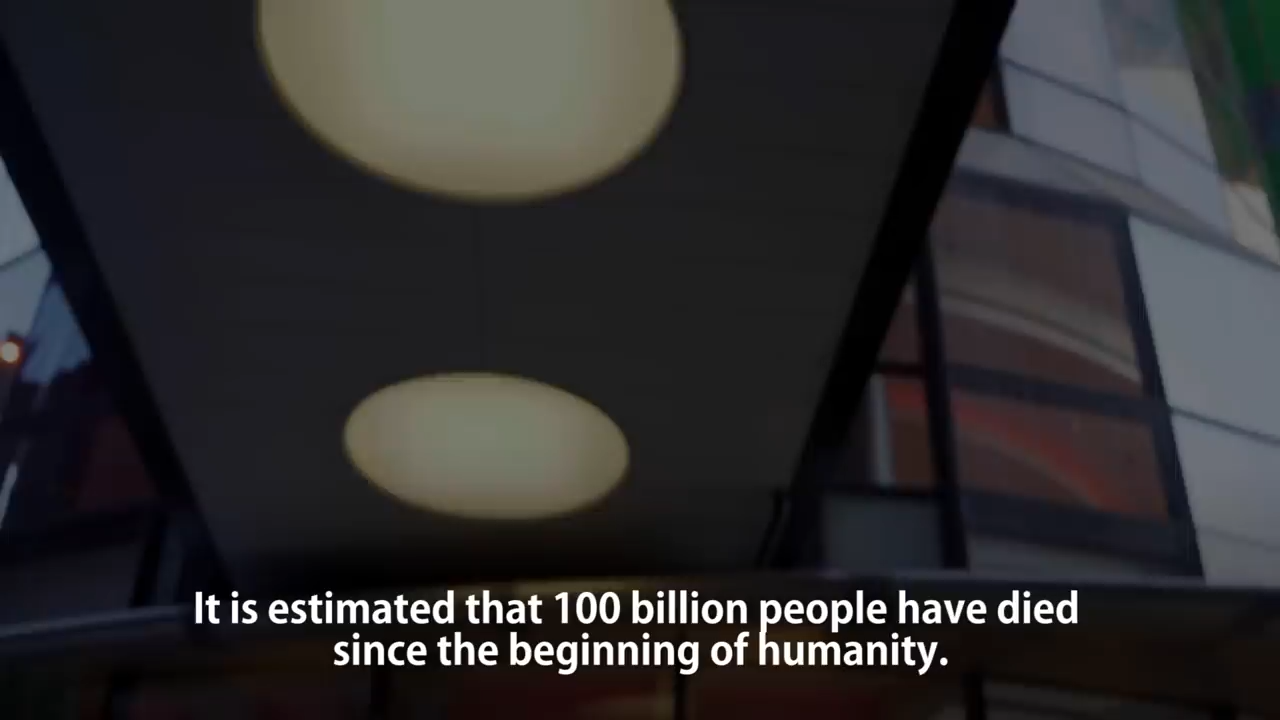 It is estimated that 100 billion people have died
since the beginning of humanity.